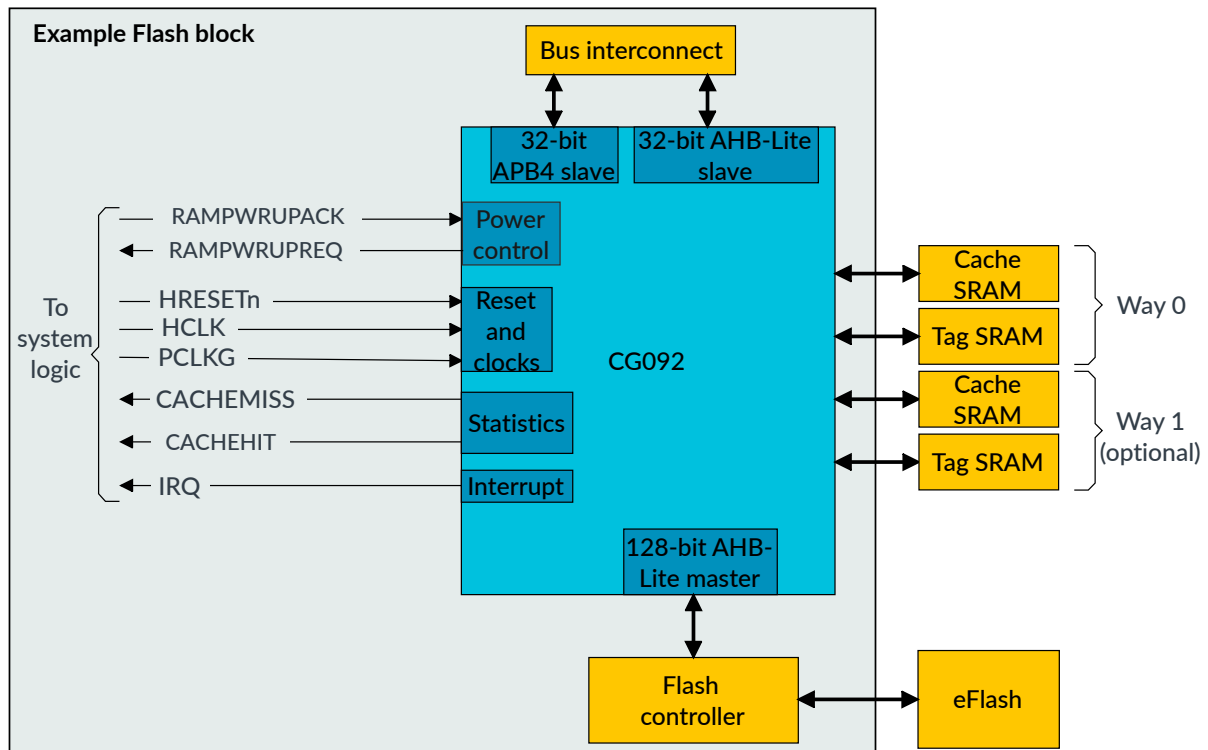 Example Flash block
Bus interconnect
32-bit
APB4 slave
32-bit AHB-Lite
slave
RAMPWRUPACK
RAMPWRUPREQ
Power
control
HRESETn
HCLK
PCLKG
Reset
and
clocks
To
system
logic
CACHEMISS
CACHEHIT
Statistics
IRQ
Interrupt
CG092
Cache
SRAM
Tag SRAM
Way 0
Cache
SRAM
Tag SRAM
Way 1
(optional)
128-bit AHB-
Lite master
Flash
controller
eFlash